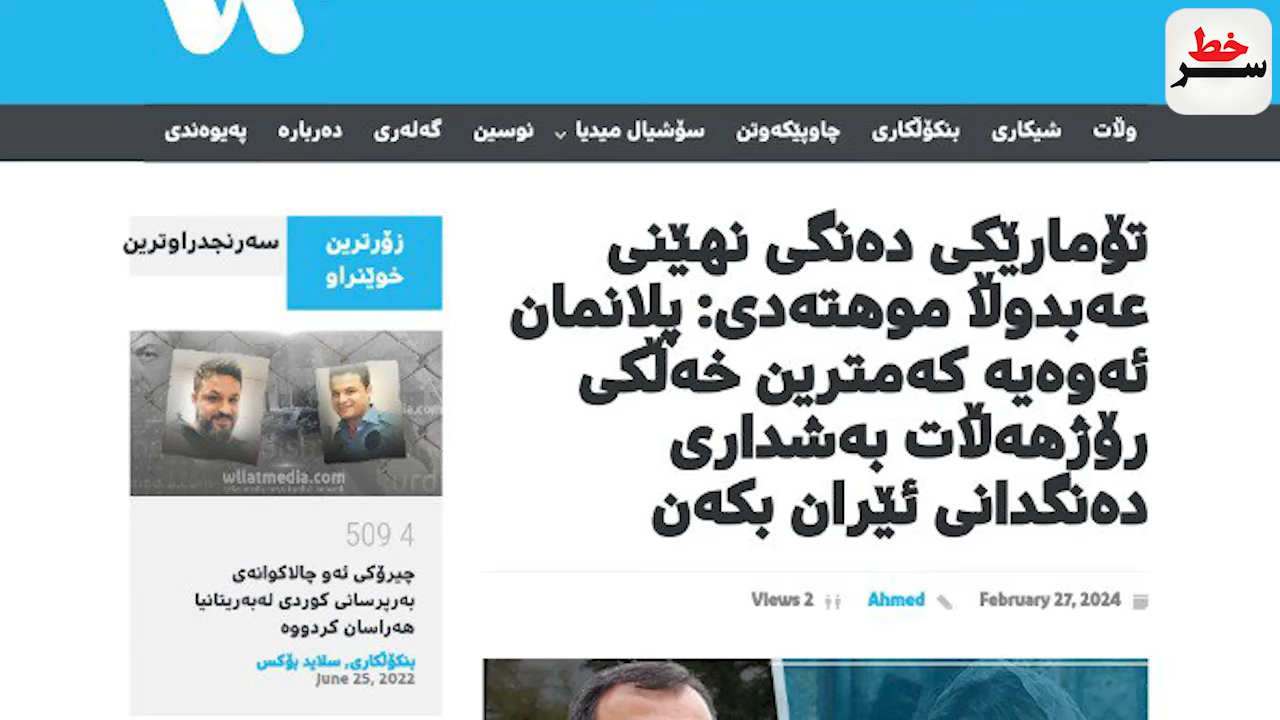 خط
سر
وڵات
شیکاری
بنکۆڵکاری
چاوپێکەوتن
سۆشیال میدیا
نوسین
گەلەری
دەربارە
پەیوەندی
تۆمارێکی دەنگی نهێنی
عەبدوڵا موهتەدی: پلانمان
ئەوەیە کەمترین خەڵکی
رۆژهەڵات بەشداری
دەنگدانی ئێران بکەن
February 27, 2024
Ahmed
Views 2
زۆرترین
خوێنراو
سەرنجدراوترین
wllatmedia.com
509 4
چیرۆکی ئەو چالاکوانەی
بەرپرسانی کوردی لەبەریتانیا
هەراسان کردووە
بنکۆڵکاری, سلاید بۆکس
June 25, 2022